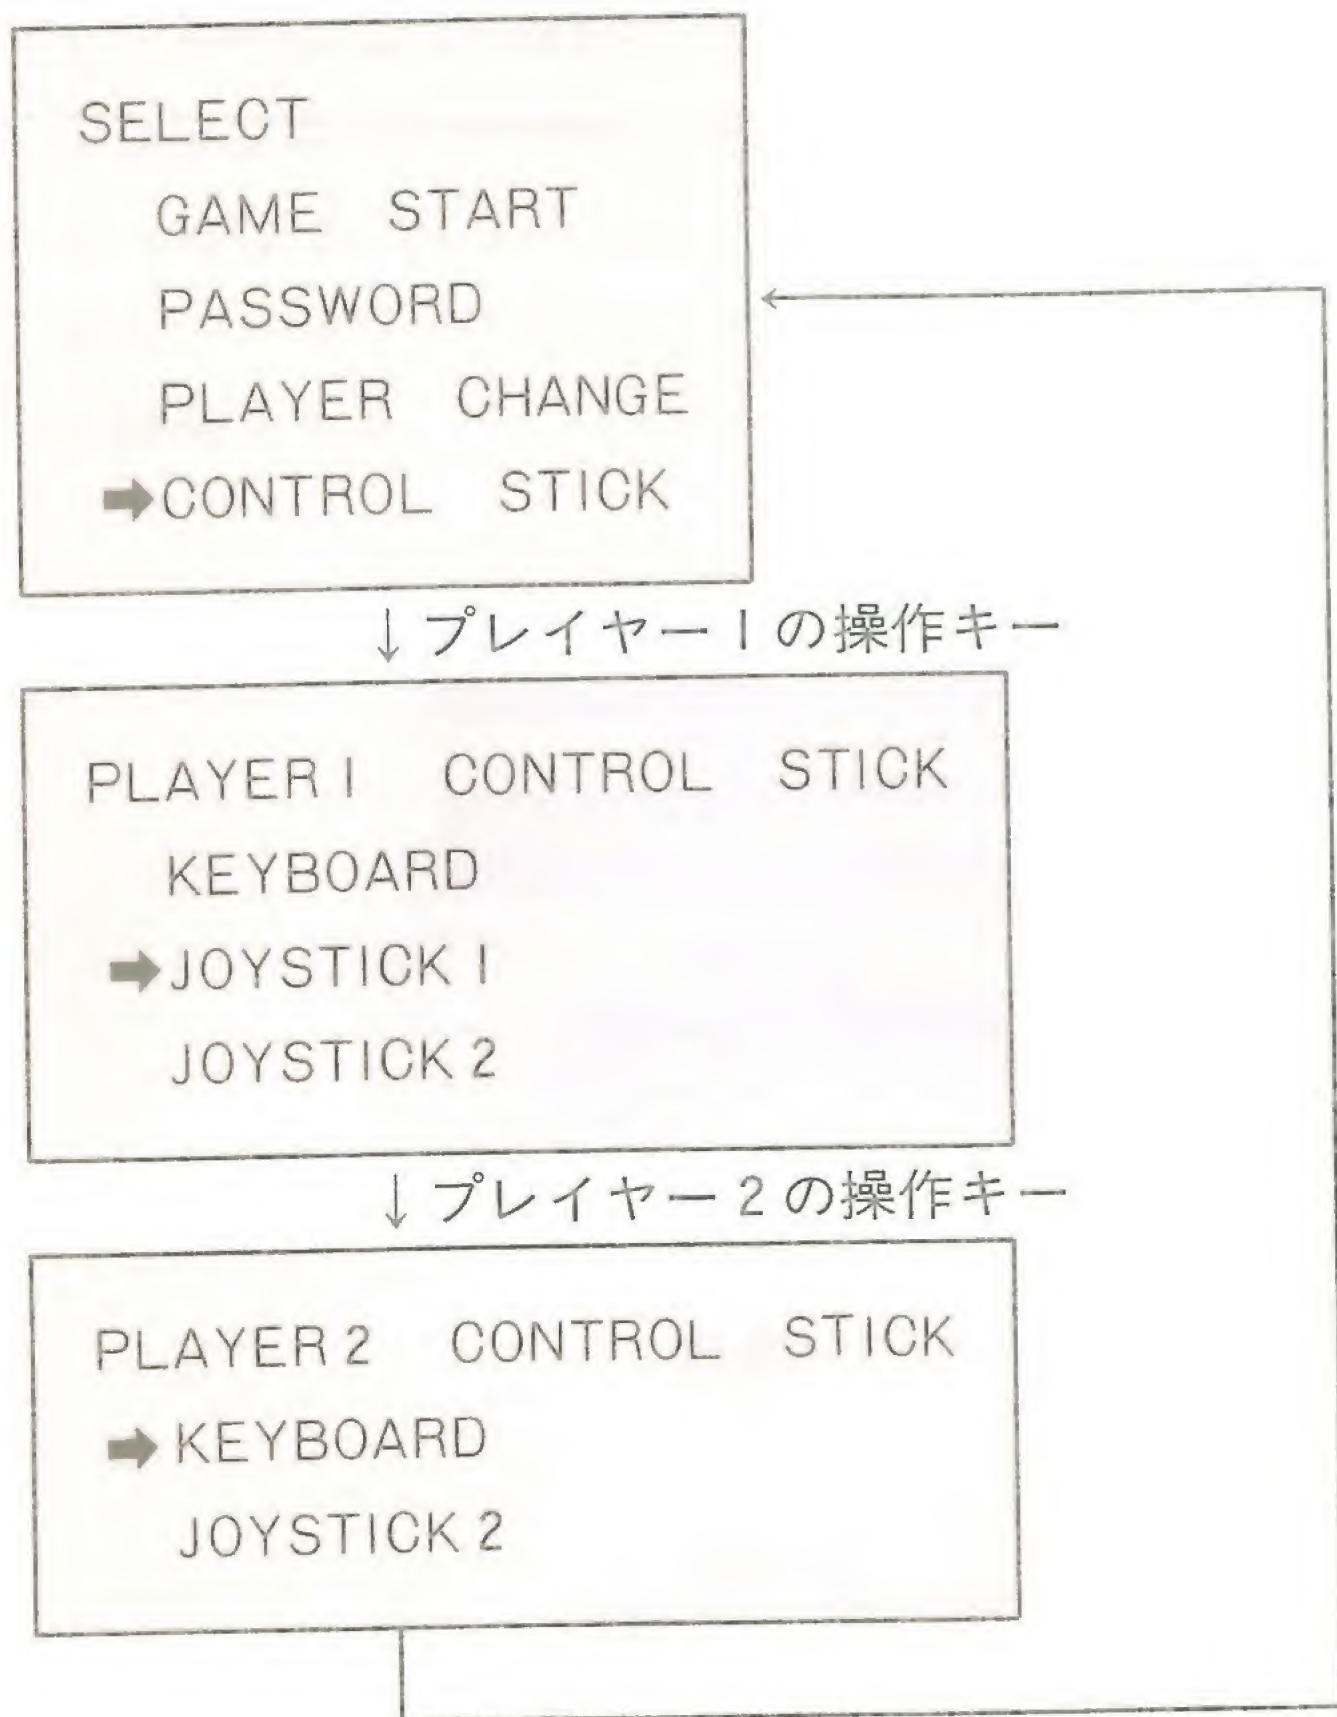 SELECT
GAME START
PASSWORD
PLAYER CHANGE
➡CONTROL STICK
↓プレイヤー1の操作キー
PLAYER1 CONTROL STICK
KEYBOARD
➡JOYSTICK1
JOYSTICK2
↓プレイヤー2の操作キー
PLAYER2 CONTROL STICK
➡KEYBOARD
JOYSTICK2